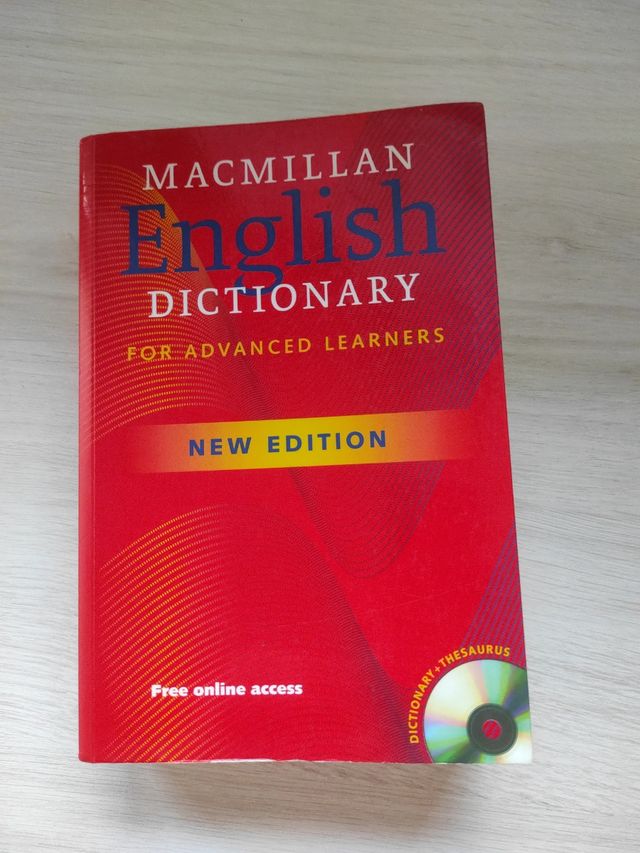 MACMILLAN
English
DICTIONARY
FOR ADVANCED LEARNERS
NEW EDITION
Free online access
DICTIONARY+THESAURUS